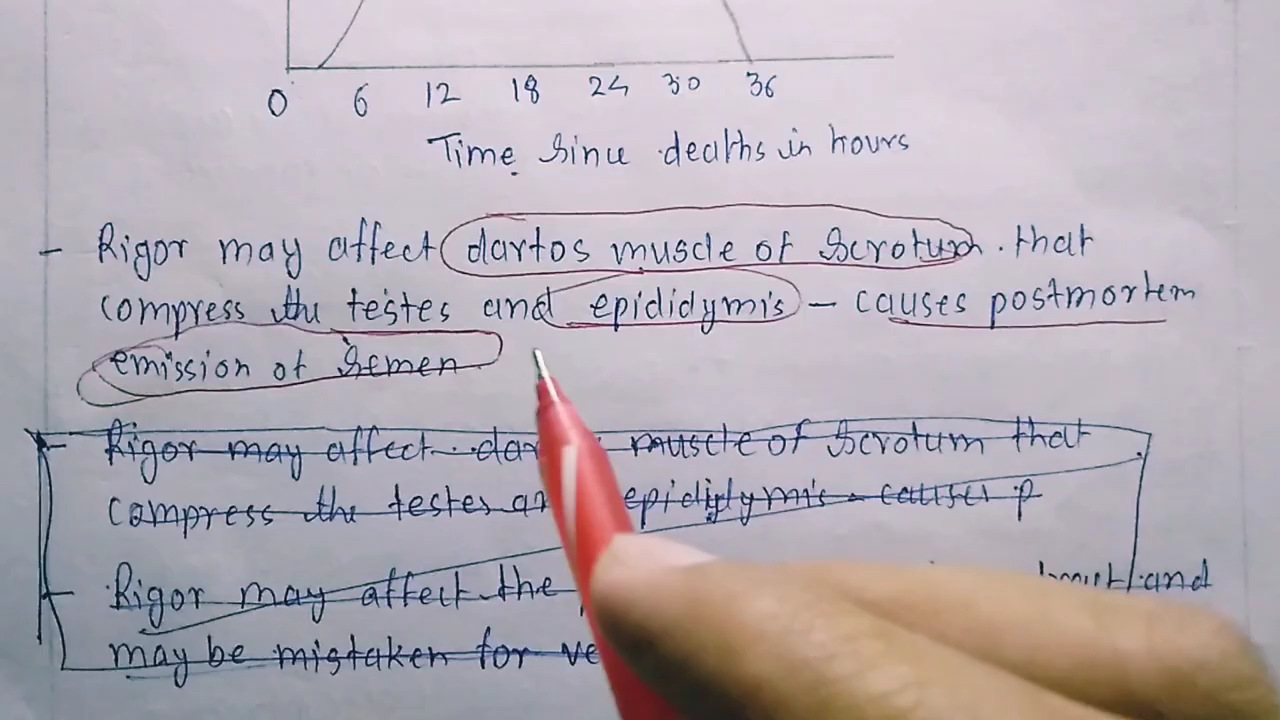 0 6 12 18 24 30 36
Time Since deaths in hours
- Rigor may affect dartos muscle of Scrotum. that
compress the testes and epididymis – causes postmortem
emission of Semen
- Rigor may affect muscle of Scrotum that
compress the testes epididymis - causes p
- Rigor may affect the and
may be mistaken for